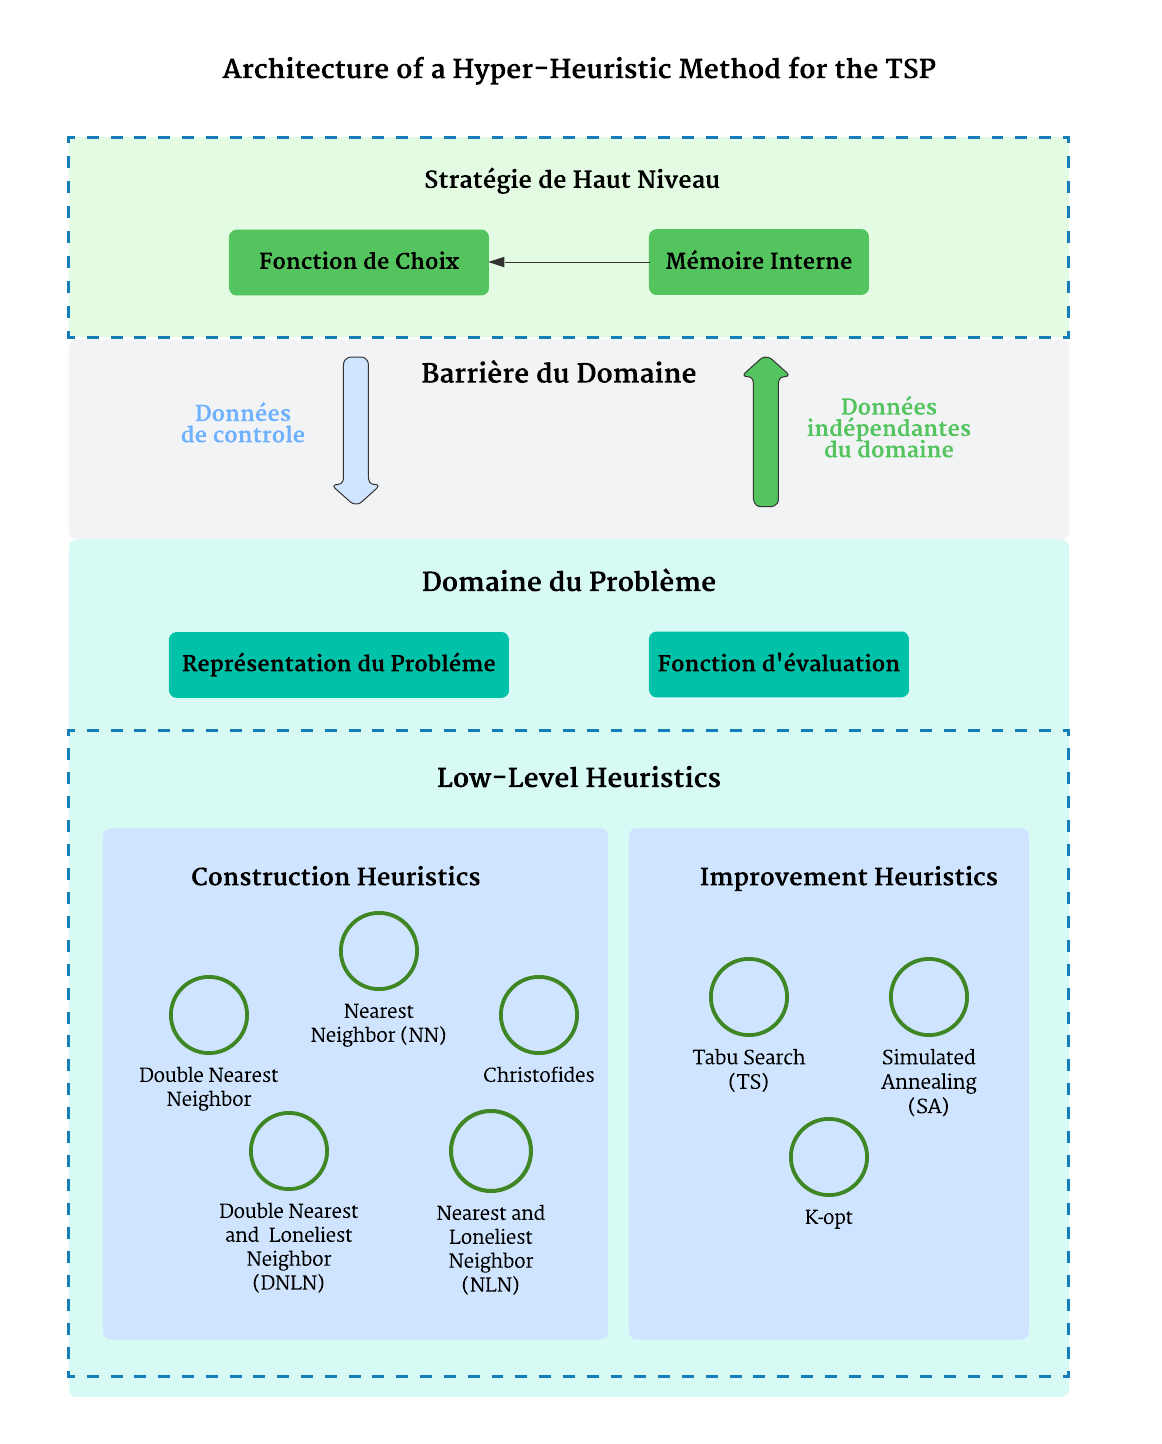 Architecture of a Hyper-Heuristic Method for the TSP
Stratégie de Haut Niveau
Fonction de Choix
Mémoire Interne
Barrière du Domaine
Données
de controle
Données
indépendantes
du domaine
Domaine du Problème
Représentation du Probléme
Fonction d'évaluation
Low-Level Heuristics
Construction Heuristics
Nearest
Neighbor (NN)
Double Nearest
Neighbor
Christofides
Double Nearest
and Loneliest
Neighbor
(DNLN)
Nearest and
Loneliest
Neighbor
(NLN)
Improvement Heuristics
Tabu Search
(TS)
Simulated
Annealing
(SA)
K-opt